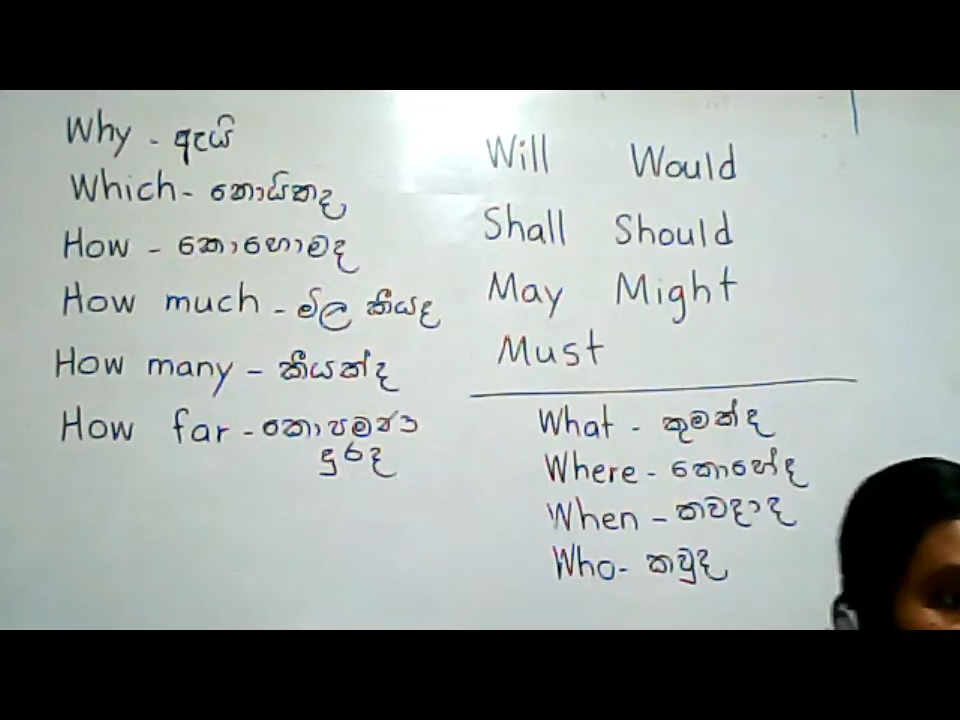 Why - ඇයි
Which - කොයිකද
How - කොහොමද
How much - මිල කීයද
How many - කීයක්ද
How far - කොපමණ
දුරද
Will Would
Shall Should
May Might
Must
What - කුමක්ද
Where - කොහේද
When - කවදාද
Who - කවුද